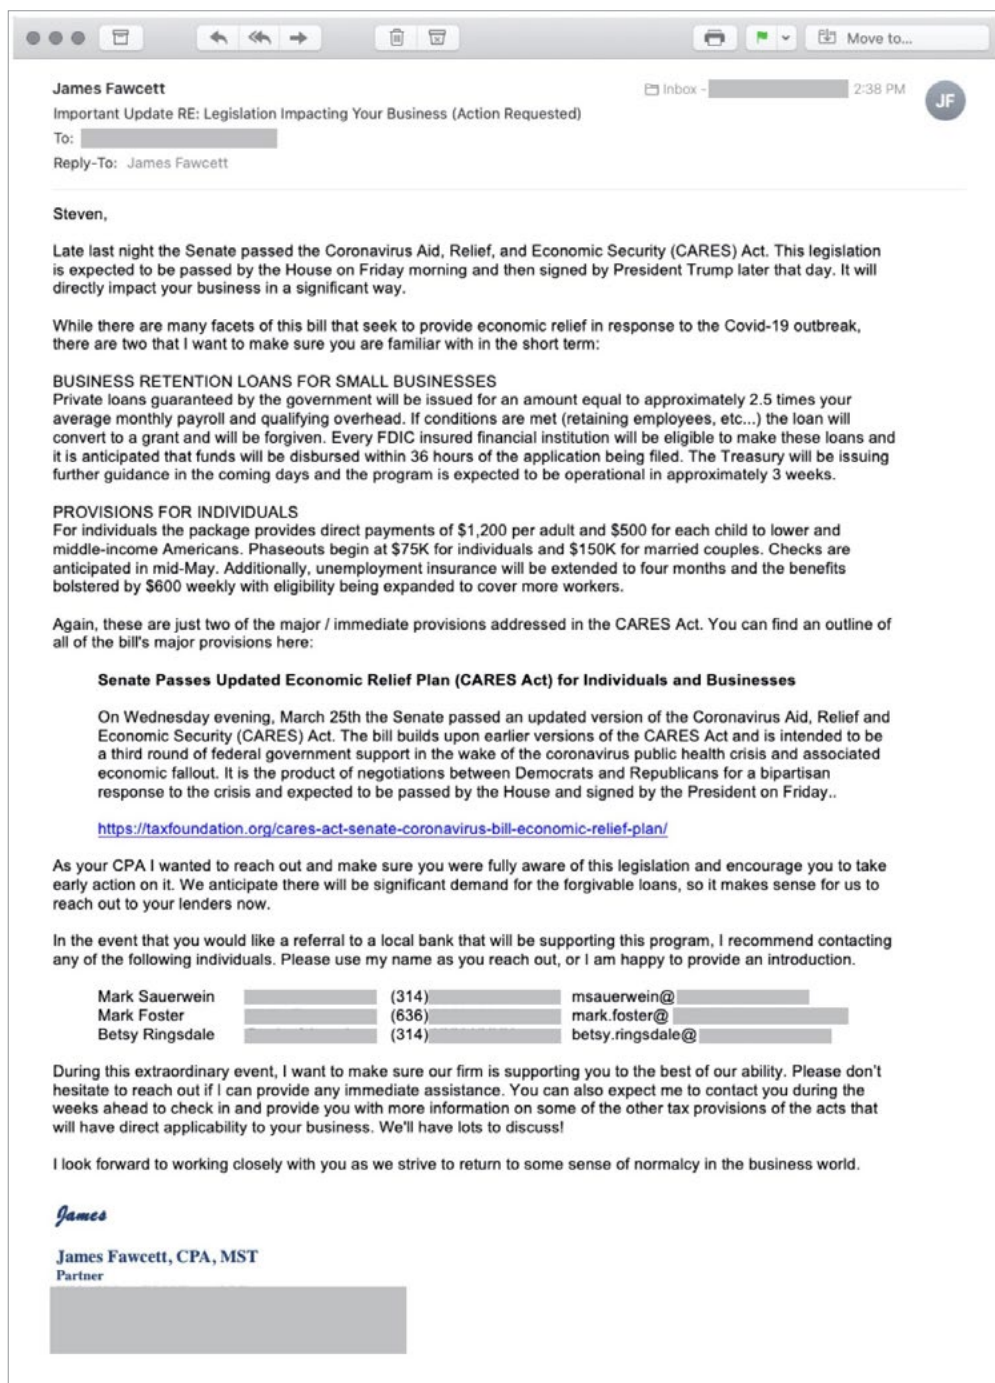 Move to...
James Fawcett
Inbox - 2:38 PM
JF
Important Update RE: Legislation Impacting Your Business (Action Requested)
To:
Reply-To: James Fawcett
Steven,
Late last night the Senate passed the Coronavirus Aid, Relief, and Economic Security (CARES) Act. This legislation
is expected to be passed by the House on Friday morning and then signed by President Trump later that day. It will
directly impact your business in a significant way.
While there are many facets of this bill that seek to provide economic relief in response to the Covid-19 outbreak,
there are two that I want to make sure you are familiar with in the short term:
BUSINESS RETENTION LOANS FOR SMALL BUSINESSES
Private loans guaranteed by the government will be issued for an amount equal to approximately 2.5 times your
average monthly payroll and qualifying overhead. If conditions are met (retaining employees, etc...) the loan will
convert to a grant and will be forgiven. Every FDIC insured financial institution will be eligible to make these loans and
it is anticipated that funds will be disbursed within 36 hours of the application being filed. The Treasury will be issuing
further guidance in the coming days and the program is expected to be operational in approximately 3 weeks.
PROVISIONS FOR INDIVIDUALS
For individuals the package provides direct payments of $1,200 per adult and $500 for each child to lower and
middle-income Americans. Phaseouts begin at $75K for individuals and $150K for married couples. Checks are
anticipated in mid-May. Additionally, unemployment insurance will be extended to four months and the benefits
bolstered by $600 weekly with eligibility being expanded to cover more workers.
Again, these are just two of the major / immediate provisions addressed in the CARES Act. You can find an outline of
all of the bill's major provisions here:
Senate Passes Updated Economic Relief Plan (CARES Act) for Individuals and Businesses
On Wednesday evening, March 25th the Senate passed an updated version of the Coronavirus Aid, Relief and
Economic Security (CARES) Act. The bill builds upon earlier versions of the CARES Act and is intended to be
a third round of federal government support in the wake of the coronavirus public health crisis and associated
economic fallout. It is the product of negotiations between Democrats and Republicans for a bipartisan
response to the crisis and expected to be passed by the House and signed by the President on Friday..
https://taxfoundation.org/cares-act-senate-coronavirus-bill-economic-relief-plan/
As your CPA I wanted to reach out and make sure you were fully aware of this legislation and encourage you to take
early action on it. We anticipate there will be significant demand for the forgivable loans, so it makes sense for us to
reach out to your lenders now.
In the event that you would like a referral to a local bank that will be supporting this program, I recommend contacting
any of the following individuals. Please use my name as you reach out, or I am happy to provide an introduction.
Mark Sauerwein (314) msauerwein@
Mark Foster (636) mark.foster@
Betsy Ringsdale (314) betsy.ringsdale@
During this extraordinary event, I want to make sure our firm is supporting you to the best of our ability. Please don't
hesitate to reach out if I can provide any immediate assistance. You can also expect me to contact you during the
weeks ahead to check in and provide you with more information on some of the other tax provisions of the acts that
will have direct applicability to your business. We'll have lots to discuss!
I look forward to working closely with you as we strive to return to some sense of normalcy in the business world.
James
James Fawcett, CPA, MST
Partner